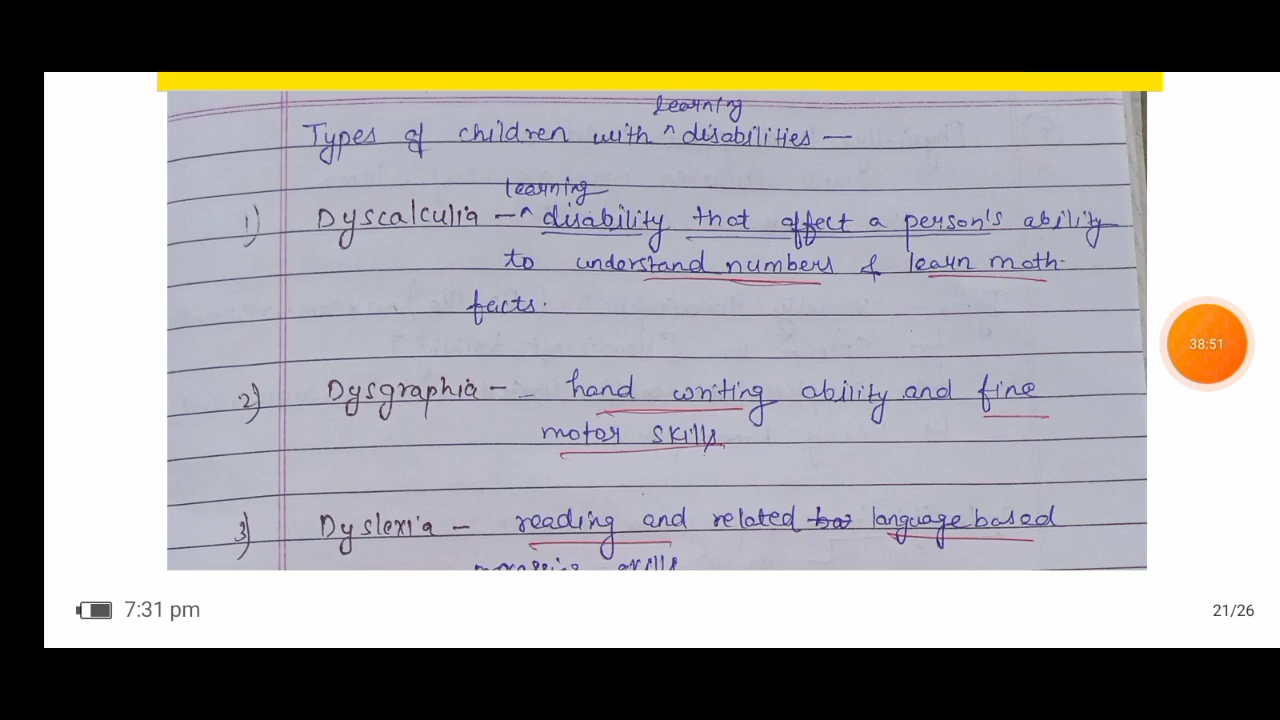 learning
Types of children with ^ disabilities —
learning
1) Dyscalculia - ^ disability that affect a person's ability
to understand numbers & learn math
facts.
2) Dysgraphia - - hand writing ability and fine
motor skills
3) Dyslexia - reading and related language based
skills
7:31 pm
21/26
38:51